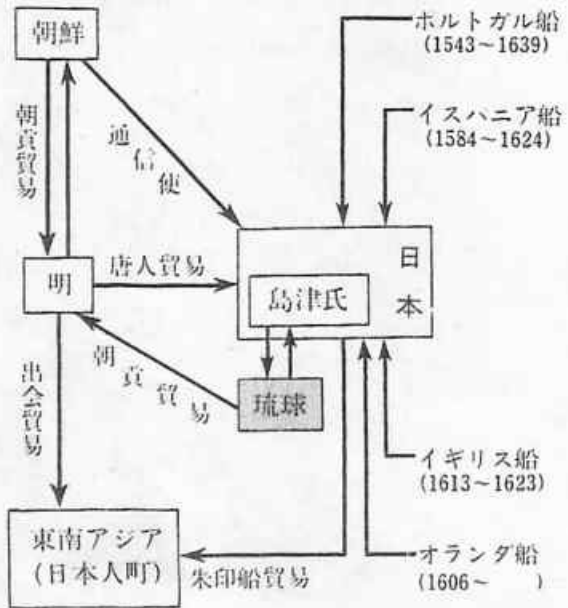 朝鮮
ポルトガル船
(1543～1639)
イスパニア船
(1584～1624)
朝貢貿易
通信使
日本
明
唐人貿易
島津氏
朝貢貿易
琉球
出会貿易
イギリス船
(1613～1623)
東南アジア
(日本人町)
朱印船貿易
オランダ船
(1606～　　)